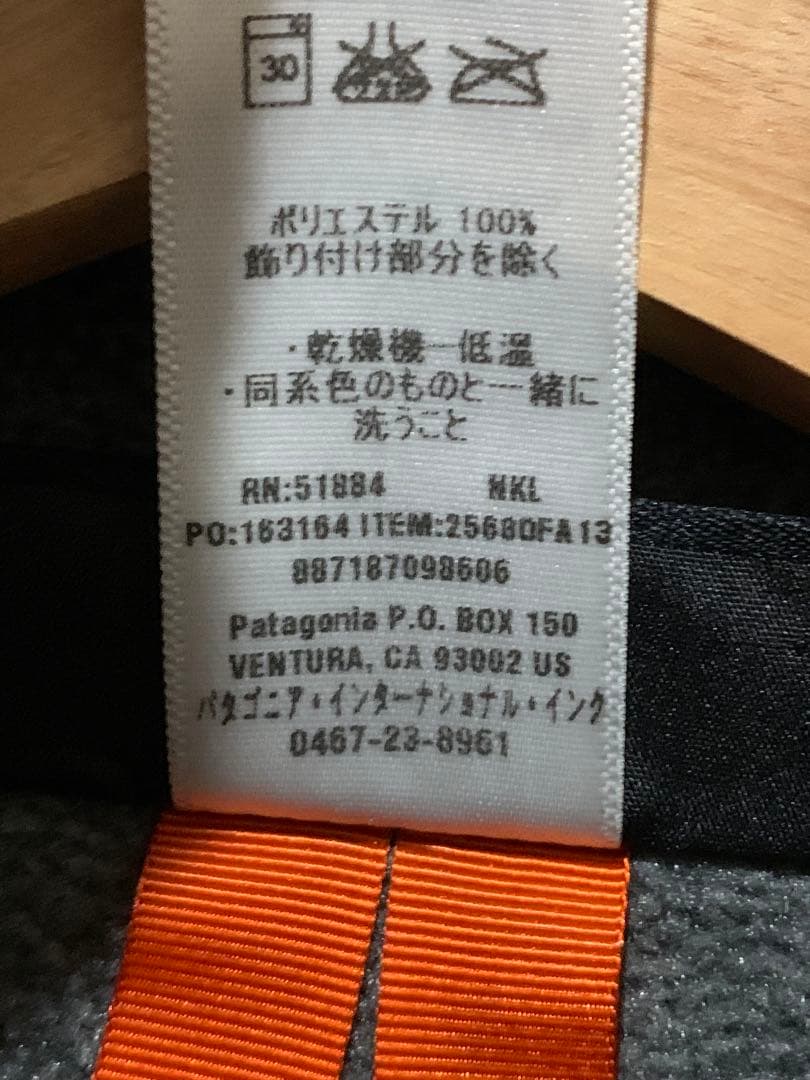 30
ポリエステル 100%
飾り付け部分を除く
・乾燥機ー低温
・同系色のものと一緒に
洗うこと
RN:51884 NKL
PO:163164 ITEM:25680FA13
887187098606
Patagonia P.O. BOX 150
VENTURA, CA 93002 US
パタゴニア・インターナショナル・インク
0467-23-8961